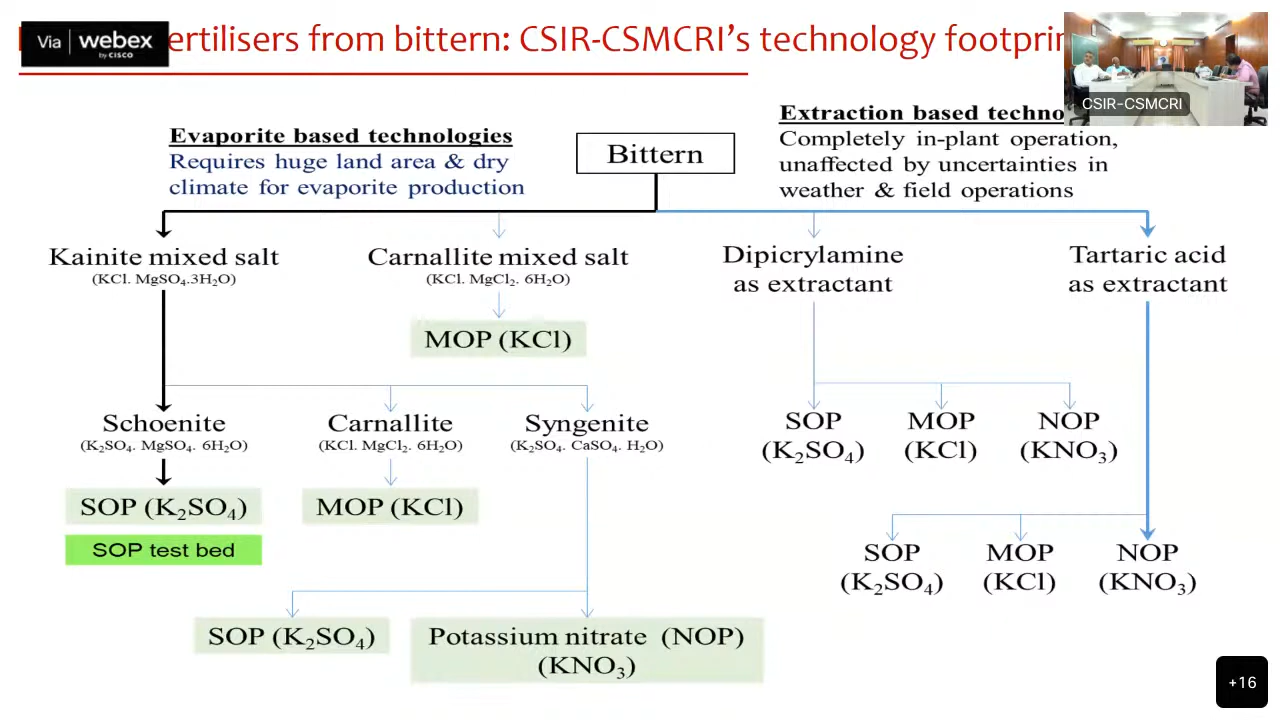 Via webex
by CISCO
ertilisers from bittern: CSIR-CSMCRI's technology footprin
CSIR-CSMCRI
Evaporite based technologies
Requires huge land area & dry
climate for evaporite production
Bittern
Extraction based techno
Completely in-plant operation,
unaffected by uncertainties in
weather & field operations
Kainite mixed salt
(KCl. MgSO₄.3H₂O)
Carnallite mixed salt
(KCl. MgCl₂. 6H₂O)
Dipicrylamine
as extractant
Tartaric acid
as extractant
MOP (KCl)
Schoenite
(K₂SO₄. MgSO₄. 6H₂O)
Carnallite
(KCl. MgCl₂. 6H₂O)
Syngenite
(K₂SO₄. CaSO₄. H₂O)
SOP
(K₂SO₄)
MOP
(KCl)
NOP
(KNO₃)
SOP (K₂SO₄)
MOP (KCl)
SOP test bed
SOP
(K₂SO₄)
MOP
(KCl)
NOP
(KNO₃)
SOP (K₂SO₄)
Potassium nitrate (NOP)
(KNO₃)
+16